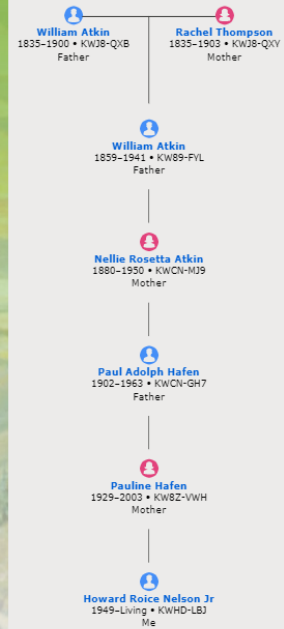 William Atkin
1835–1900 • KWJ8-QXB
Father
Rachel Thompson
1835–1903 • KWJ8-QXY
Mother
William Atkin
1859–1941 • KW89-FYL
Father
Nellie Rosetta Atkin
1880–1950 • KWCN-MJ9
Mother
Paul Adolph Hafen
1902–1963 • KWCN-GH7
Father
Pauline Hafen
1929–2003 • KW8Z-VWH
Mother
Howard Roice Nelson Jr
1949–Living • KWHD-LBJ
Me